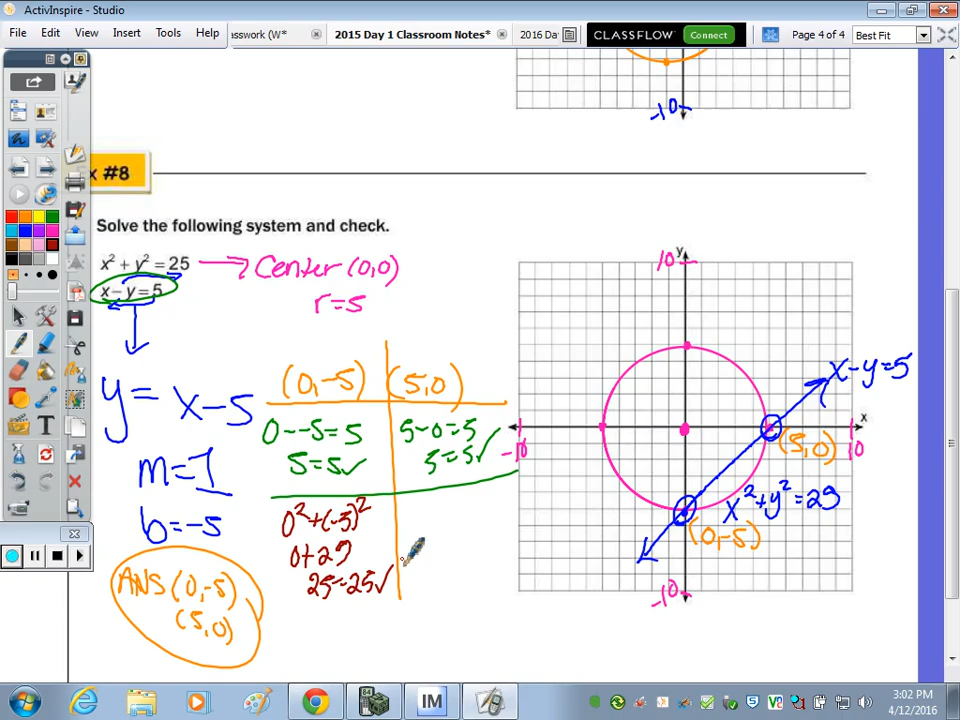 ActivInspire - Studio
File Edit View Insert Tools Help
asswork (W* 2015 Day 1 Classroom Notes* 2016 Da CLASSFLOW Connect Page 4 of 4 Best Fit
-10
x #8
Solve the following system and check.
x² + y² = 25 → Center (0,0)
x – y = 5
r=5
y = x-5
m=1
b=-5
ANS (0,-5)
(5,0)
(0,-5) (5,0)
0--5=5 5-0=5
5=5✓ 5=5✓
0²+(-5)²
0+25
25=25✓
y
10
x-y=5
x
-10 10
(5,0)
x²+y²=25
(0,-5)
-10
3:02 PM
4/12/2016